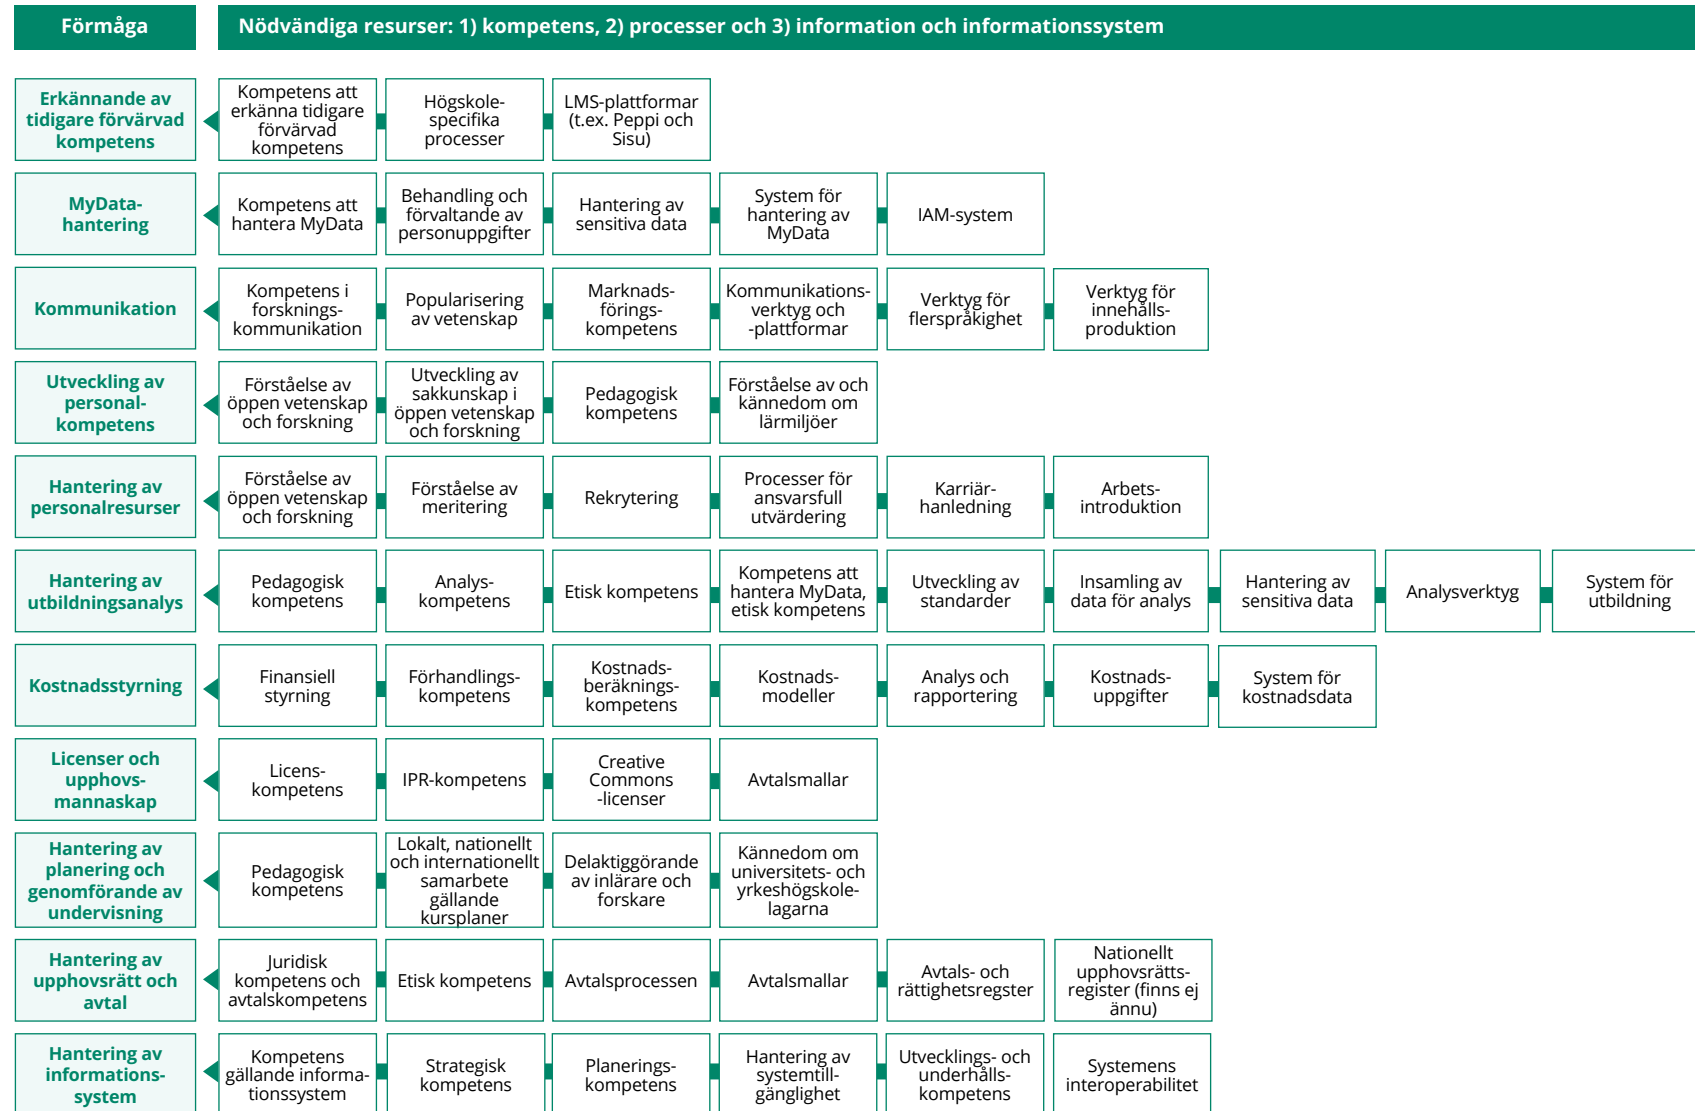 Förmåga
Nödvändiga resurser: 1) kompetens, 2) processer och 3) information och informationssystem
Erkännande av
tidigare förvärvad
kompetens
Kompetens att
erkänna tidigare
förvärvad
kompetens
Högskole-
specifika
processer
LMS-plattformar
(t.ex. Peppi och
Sisu)
MyData-
hantering
Kompetens att
hantera MyData
Behandling och
förvaltande av
personuppgifter
Hantering av
sensitiva data
System för
hantering av
MyData
IAM-system
Kommunikation
Kompetens i
forsknings-
kommunikation
Popularisering
av vetenskap
Marknads-
förings-
kompetens
Kommunikations-
verktyg och
-plattformar
Verktyg för
flerspråkighet
Verktyg för
innehålls-
produktion
Utveckling av
personal-
kompetens
Förståelse av
öppen vetenskap
och forskning
Utveckling av
sakkunskap i
öppen vetenskap
och forskning
Pedagogisk
kompetens
Förståelse av och
kännedom om
lärmiljöer
Hantering av
personalresurser
Förståelse av
öppen vetenskap
och forskning
Förståelse av
meritering
Rekrytering
Processer för
ansvarsfull
utvärdering
Karriär-
hanledning
Arbets-
introduktion
Hantering av
utbildningsanalys
Pedagogisk
kompetens
Analys-
kompetens
Etisk kompetens
Kompetens att
hantera MyData,
etisk kompetens
Utveckling av
standarder
Insamling av
data för analys
Hantering av
sensitiva data
Analysverktyg
System för
utbildning
Kostnadsstyrning
Finansiell
styrning
Förhandlings-
kompetens
Kostnads-
beräknings-
kompetens
Kostnads-
modeller
Analys och
rapportering
Kostnads-
uppgifter
System för
kostnadsdata
Licenser och
upphovs-
mannaskap
Licens-
kompetens
IPR-kompetens
Creative
Commons
-licenser
Avtalsmallar
Hantering av
planering och
genomförande av
undervisning
Pedagogisk
kompetens
Lokalt, nationellt
och internationellt
samarbete
gällande
kursplaner
Delaktiggörande
av inlärare och
forskare
Kännedom om
universitets- och
yrkeshögskole-
lagarna
Hantering av
upphovsrätt och
avtal
Juridisk
kompetens och
avtalskompetens
Etisk kompetens
Avtalsprocessen
Avtalsmallar
Avtals- och
rättighetsregster
Nationellt
upphovsrätts-
register (finns ej
ännu)
Hantering av
informations-
system
Kompetens
gällande informa-
tionssystem
Strategisk
kompetens
Planerings-
kompetens
Hantering av
systemtill-
gänglighet
Utvecklings- och
underhålls-
kompetens
Systemens
interoperabilitet